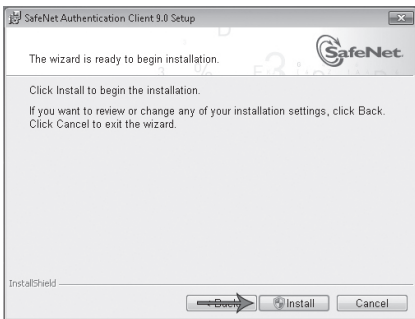 SafeNet Authentication Client 9.0 Setup
The wizard is ready to begin installation.
SafeNet
Click Install to begin the installation.
If you want to review or change any of your installation settings, click Back.
Click Cancel to exit the wizard.
InstallShield
< Back
Install
Cancel